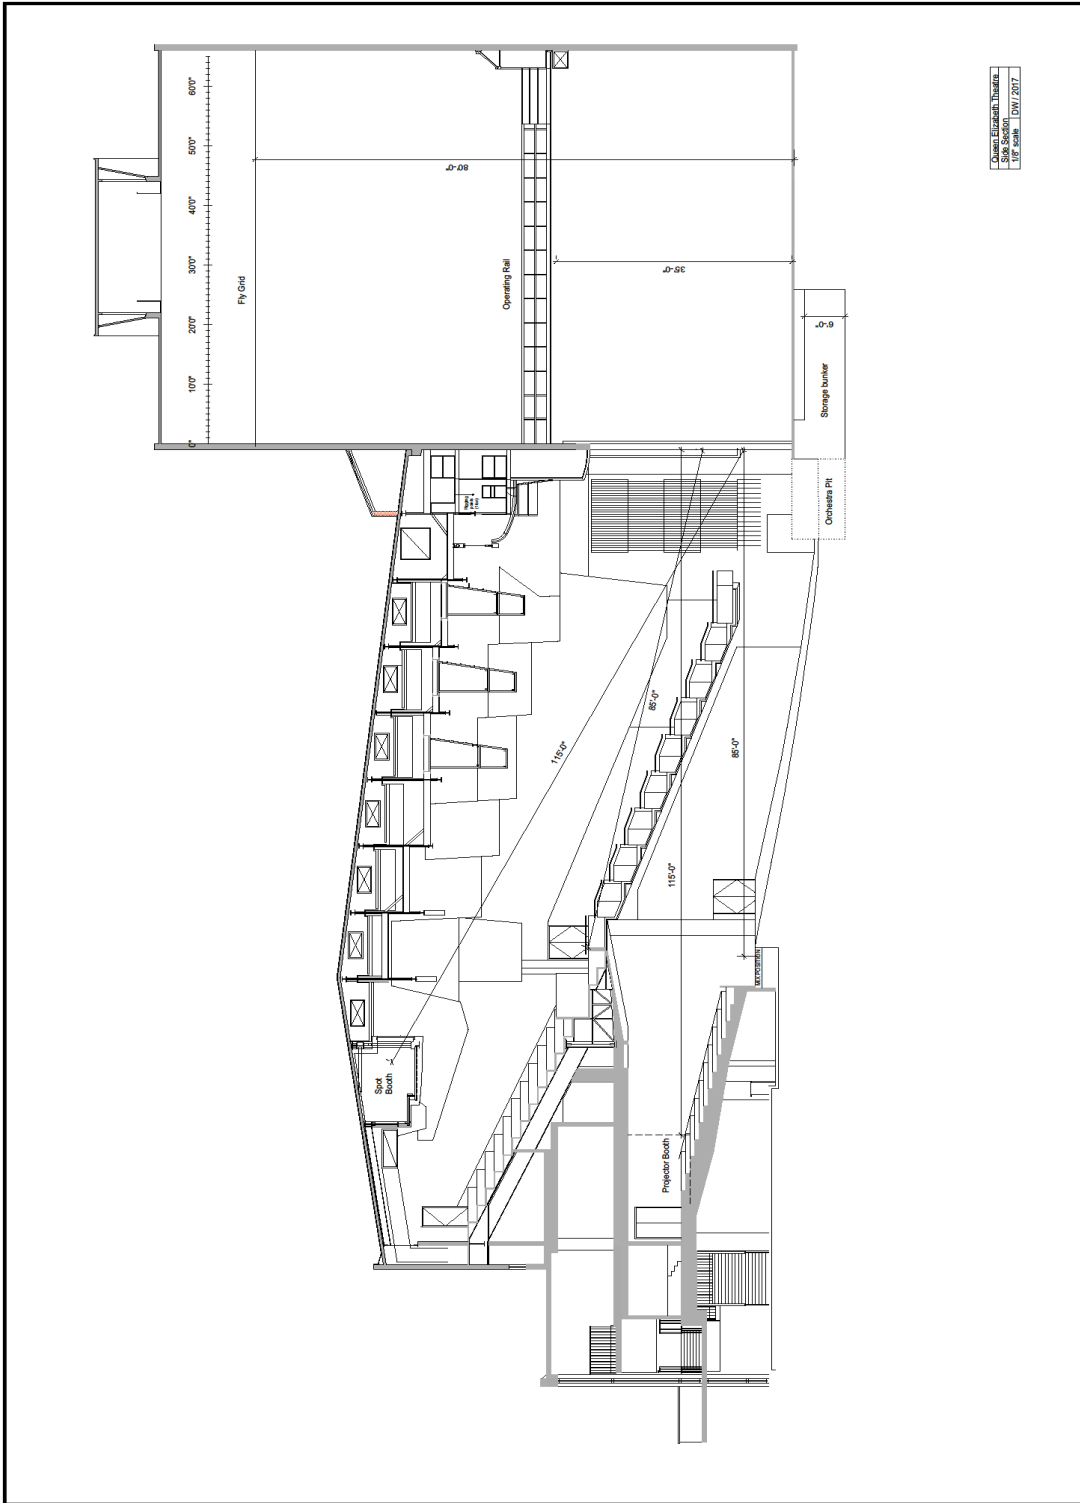 60'0"
50'0"
40'0"
30'0"
20'0"
10'0"
0"
Fly Grid
80'-0"
Operating Rail
35'-0"
6'-0"
Storage bunker
Orchestra Pit
Queen Elizabeth Theatre
Side Section
1/8" scale DW / 2017
115'-0"
85'-0"
115'-0"
85'-0"
MIX POSITION
Spot
Booth
Projector Booth